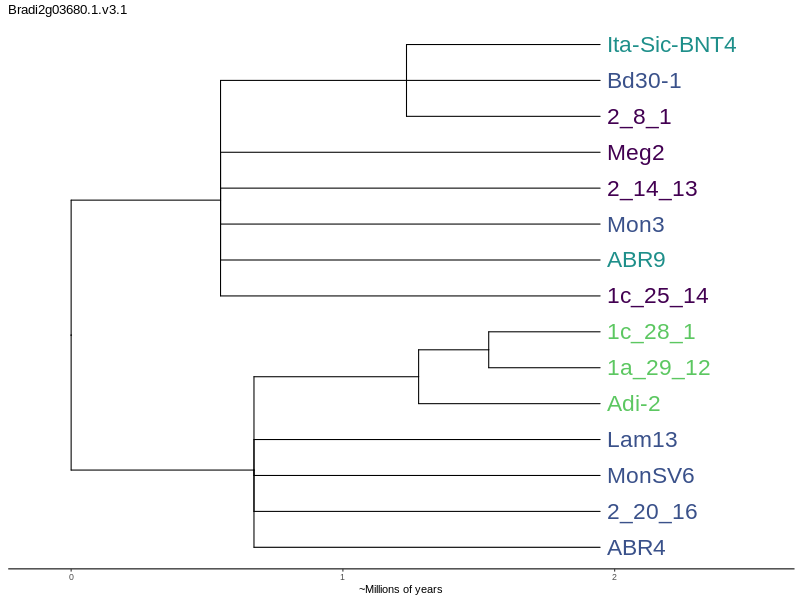 Bradi2g03680.1.v3.1
Ita-Sic-BNT4
Bd30-1
2_8_1
Meg2
2_14_13
Mon3
ABR9
1c_25_14
1c_28_1
1a_29_12
Adi-2
Lam13
MonSV6
2_20_16
ABR4
0 1 2
~Millions of years